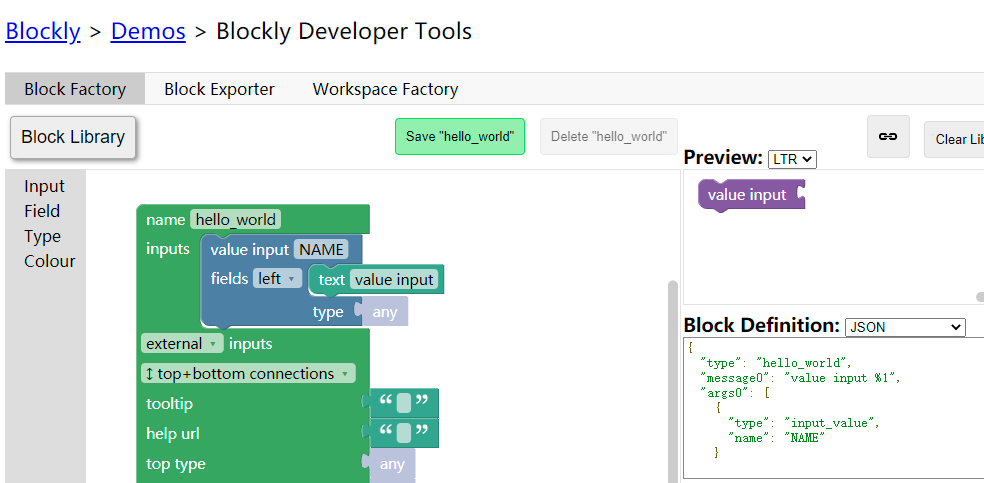 Blockly > Demos > Blockly Developer Tools
Block Factory Block Exporter Workspace Factory
Block Library
Save "hello_world"
Delete "hello_world"
Clear Lib
Preview: LTR
value input
Input
Field
Type
Colour
name hello_world
inputs value input NAME
fields left text value input
type any
external inputs
↕ top+bottom connections
tooltip “ ”
help url “ ”
top type any
Block Definition: JSON
{
"type": "hello_world",
"message0": "value input %1",
"args0": [
{
"type": "input_value",
"name": "NAME"
}